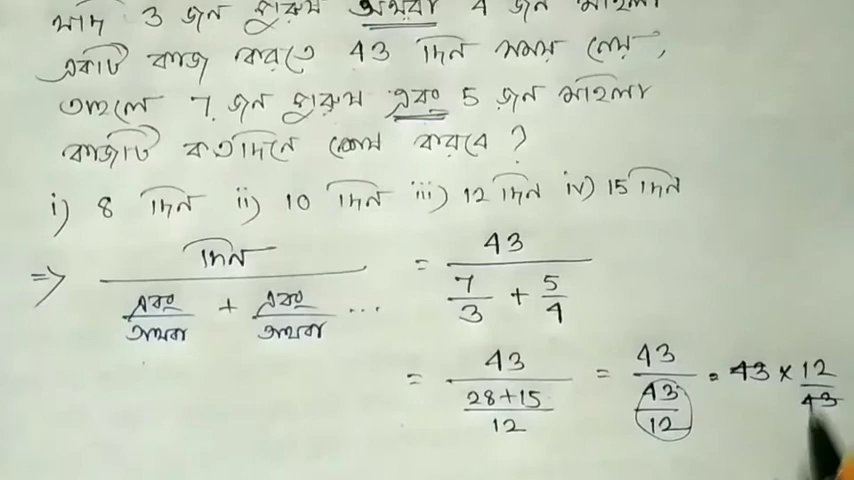 যদি 3 জন পুরুষ অথবা 4 জন মহিলা
একটি কাজ করতে 43 দিন সময় নেয়,
তাহলে 7 জন পুরুষ এবং 5 জন মহিলা
কাজটি কতদিনে শেষ করবে ?
i) 8 দিন ii) 10 দিন iii) 12 দিন iv) 15 দিন
=> দিন / (এবং/অথবা + এবং/অথবা ...) = 43 / (7/3 + 5/4)
= 43 / ((28+15)/12) = 43 / (43/12) = 43 × 12/43